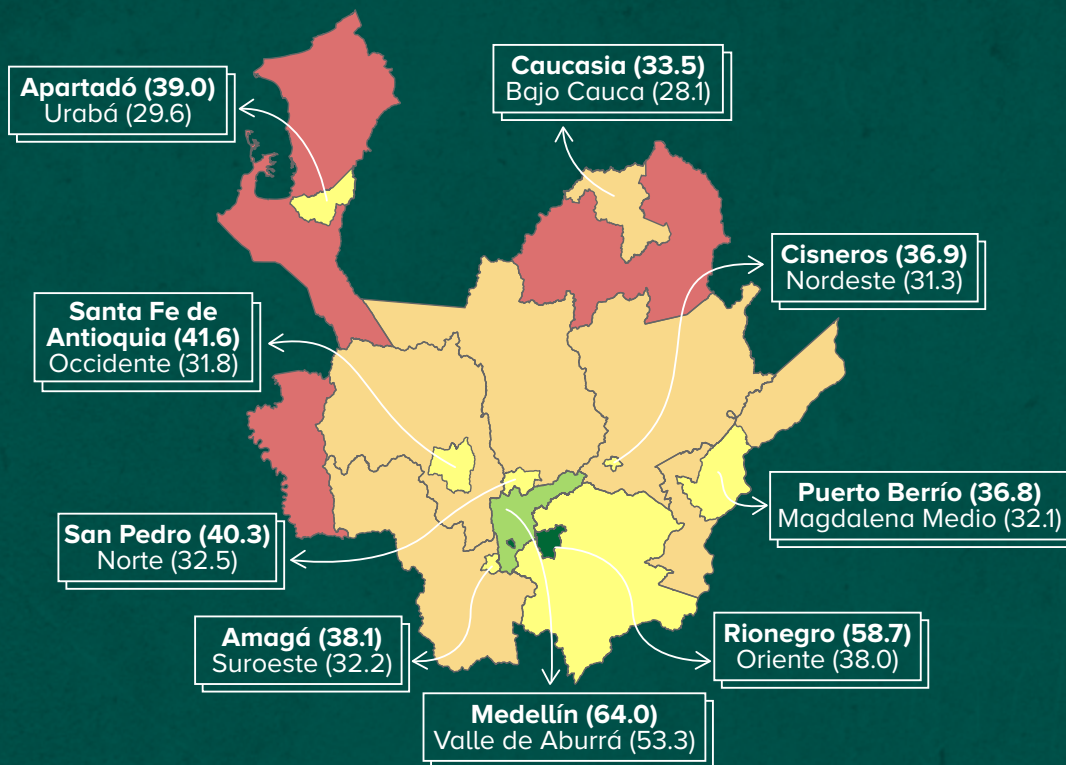 Apartadó (39.0)
Urabá (29.6)
Caucasia (33.5)
Bajo Cauca (28.1)
Cisneros (36.9)
Nordeste (31.3)
Santa Fe de
Antioquia (41.6)
Occidente (31.8)
Puerto Berrío (36.8)
Magdalena Medio (32.1)
San Pedro (40.3)
Norte (32.5)
Amagá (38.1)
Suroeste (32.2)
Rionegro (58.7)
Oriente (38.0)
Medellín (64.0)
Valle de Aburrá (53.3)